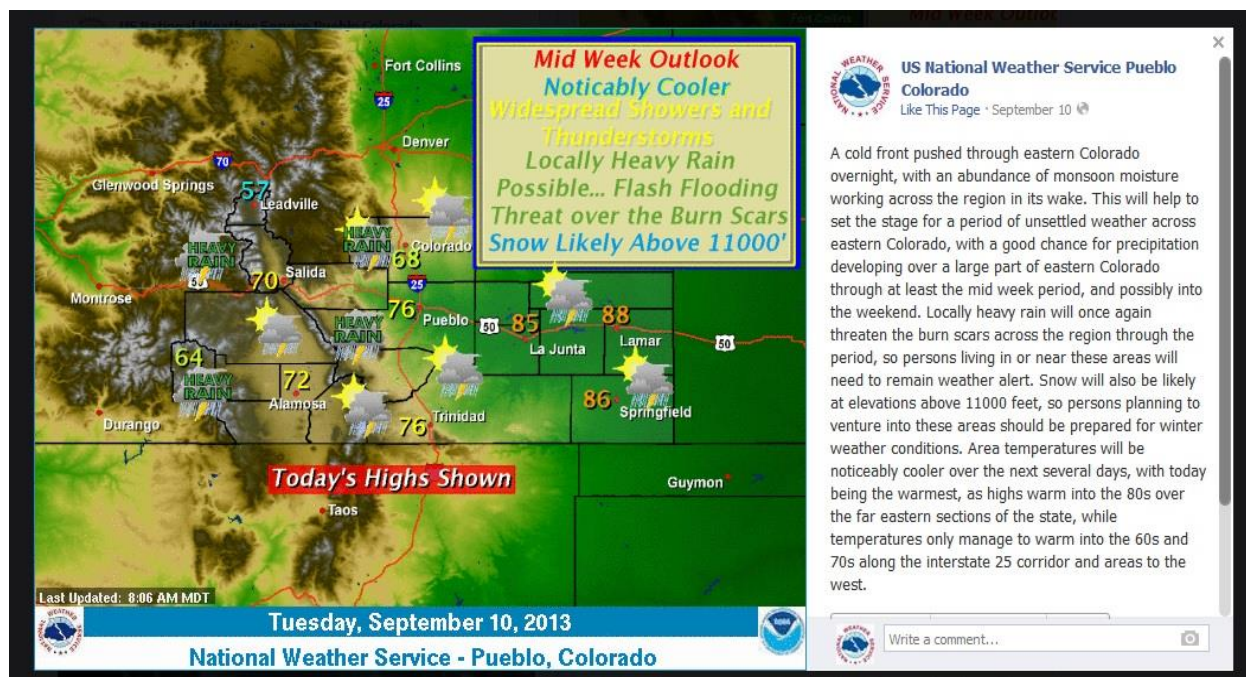 Fort Collins
25
Denver
70
Glenwood Springs
57
Leadville
HEAVY
RAIN
68
Colorado
HEAVY
RAIN
50
70
Salida
Montrose
25
76
Pueblo
50
85
88
La Junta
Lamar
50
HEAVY
RAIN
64
HEAVY
RAIN
72
Alamosa
Durango
76
Trinidad
86
Springfield
Today's Highs Shown
Guymon
Taos
Mid Week Outlook
Noticably Cooler
Widespread Showers and
Thunderstorms
Locally Heavy Rain
Possible... Flash Flooding
Threat over the Burn Scars
Snow Likely Above 11000'
Last Updated: 8:06 AM MDT
Tuesday, September 10, 2013
National Weather Service - Pueblo, Colorado
NATIONAL WEATHER SERVICE
NOAA
US National Weather Service Pueblo
Colorado
Like This Page · September 10
A cold front pushed through eastern Colorado
overnight, with an abundance of monsoon moisture
working across the region in its wake. This will help to
set the stage for a period of unsettled weather across
eastern Colorado, with a good chance for precipitation
developing over a large part of eastern Colorado
through at least the mid week period, and possibly into
the weekend. Locally heavy rain will once again
threaten the burn scars across the region through the
period, so persons living in or near these areas will
need to remain weather alert. Snow will also be likely
at elevations above 11000 feet, so persons planning to
venture into these areas should be prepared for winter
weather conditions. Area temperatures will be
noticeably cooler over the next several days, with today
being the warmest, as highs warm into the 80s over
the far eastern sections of the state, while
temperatures only manage to warm into the 60s and
70s along the interstate 25 corridor and areas to the
west.
Write a comment...